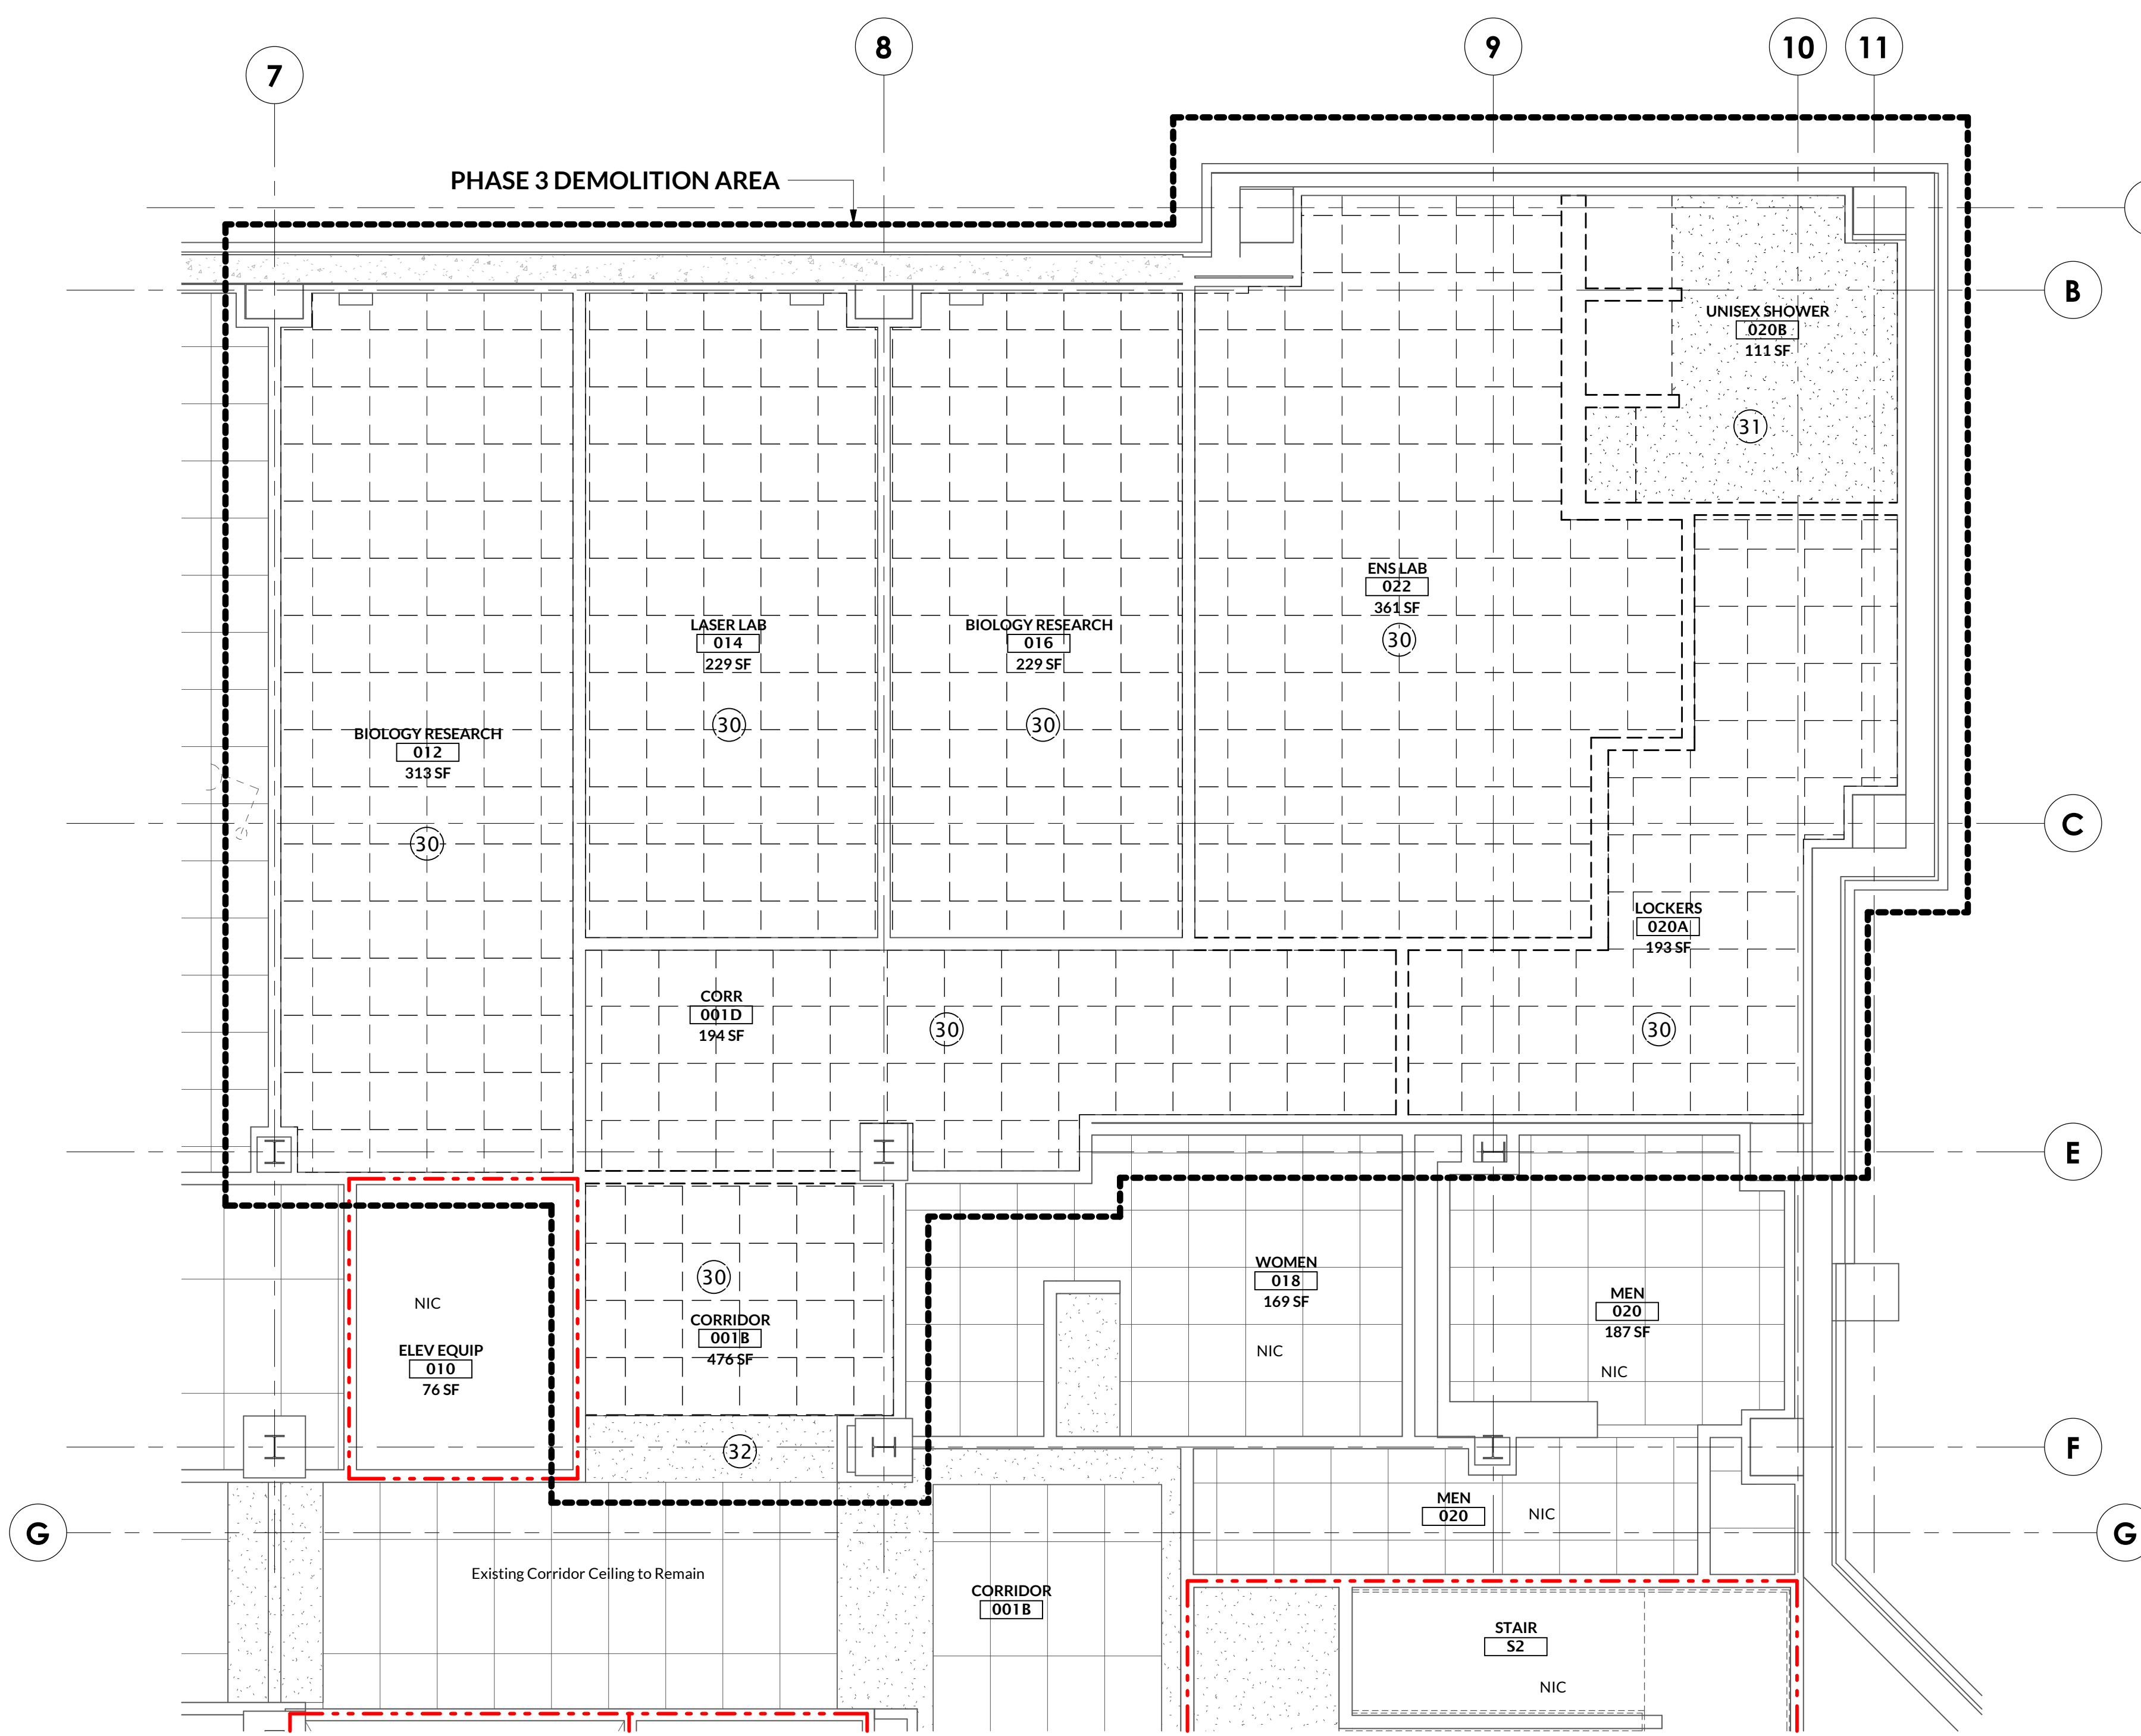 7
8
9
10
11
PHASE 3 DEMOLITION AREA
B
UNISEX SHOWER
020B
111 SF
31
ENS LAB
022
361 SF
30
LASER LAB
014
229 SF
30
BIOLOGY RESEARCH
016
229 SF
30
BIOLOGY RESEARCH
012
313 SF
30
C
LOCKERS
020A
193 SF
30
CORR
001D
194 SF
30
E
30
CORRIDOR
001B
476 SF
NIC
ELEV EQUIP
010
76 SF
WOMEN
018
169 SF
NIC
MEN
020
187 SF
NIC
32
F
MEN
020
NIC
G
G
Existing Corridor Ceiling to Remain
CORRIDOR
001B
STAIR
S2
NIC